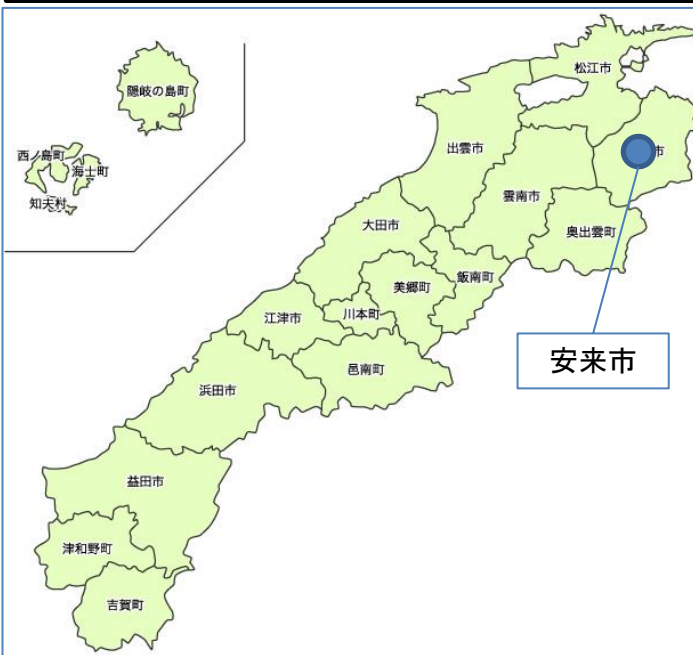 松江市
隠岐の島町
出雲市
市
西ノ島町
海士町
雲南市
知夫村
大田市
奥出雲町
飯南町
美郷町
川本町
江津市
安来市
邑南町
浜田市
益田市
津和野町
吉賀町